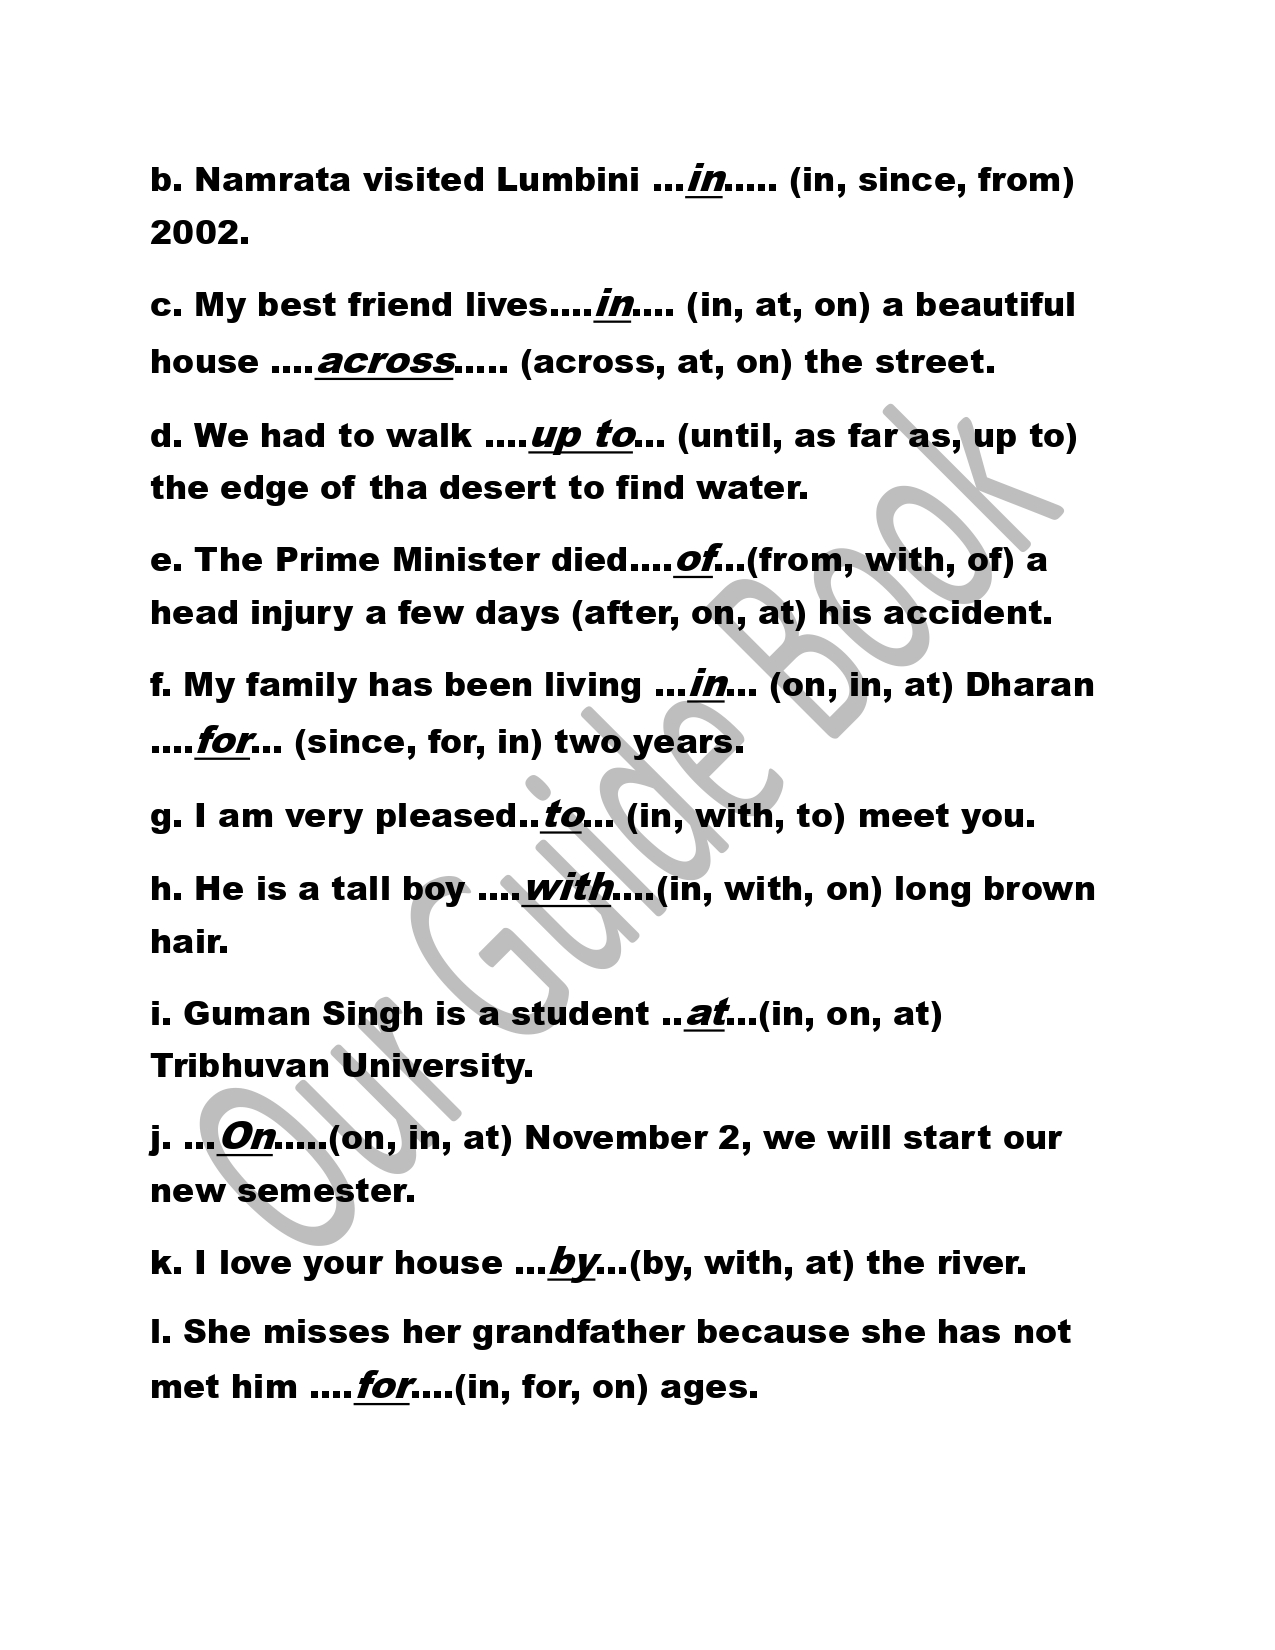 b. Namrata visited Lumbini ...in..... (in, since, from)
2002.
c. My best friend lives....in.... (in, at, on) a beautiful
house ....across..... (across, at, on) the street.
d. We had to walk ....up to... (until, as far as, up to)
the edge of tha desert to find water.
e. The Prime Minister died....of...(from, with, of) a
head injury a few days (after, on, at) his accident.
f. My family has been living ...in... (on, in, at) Dharan
....for... (since, for, in) two years.
g. I am very pleased..to... (in, with, to) meet you.
h. He is a tall boy ....with....(in, with, on) long brown
hair.
i. Guman Singh is a student ..at...(in, on, at)
Tribhuvan University.
j. ...On.....(on, in, at) November 2, we will start our
new semester.
k. I love your house ...by...(by, with, at) the river.
l. She misses her grandfather because she has not
met him ....for....(in, for, on) ages.
Our Guide Book